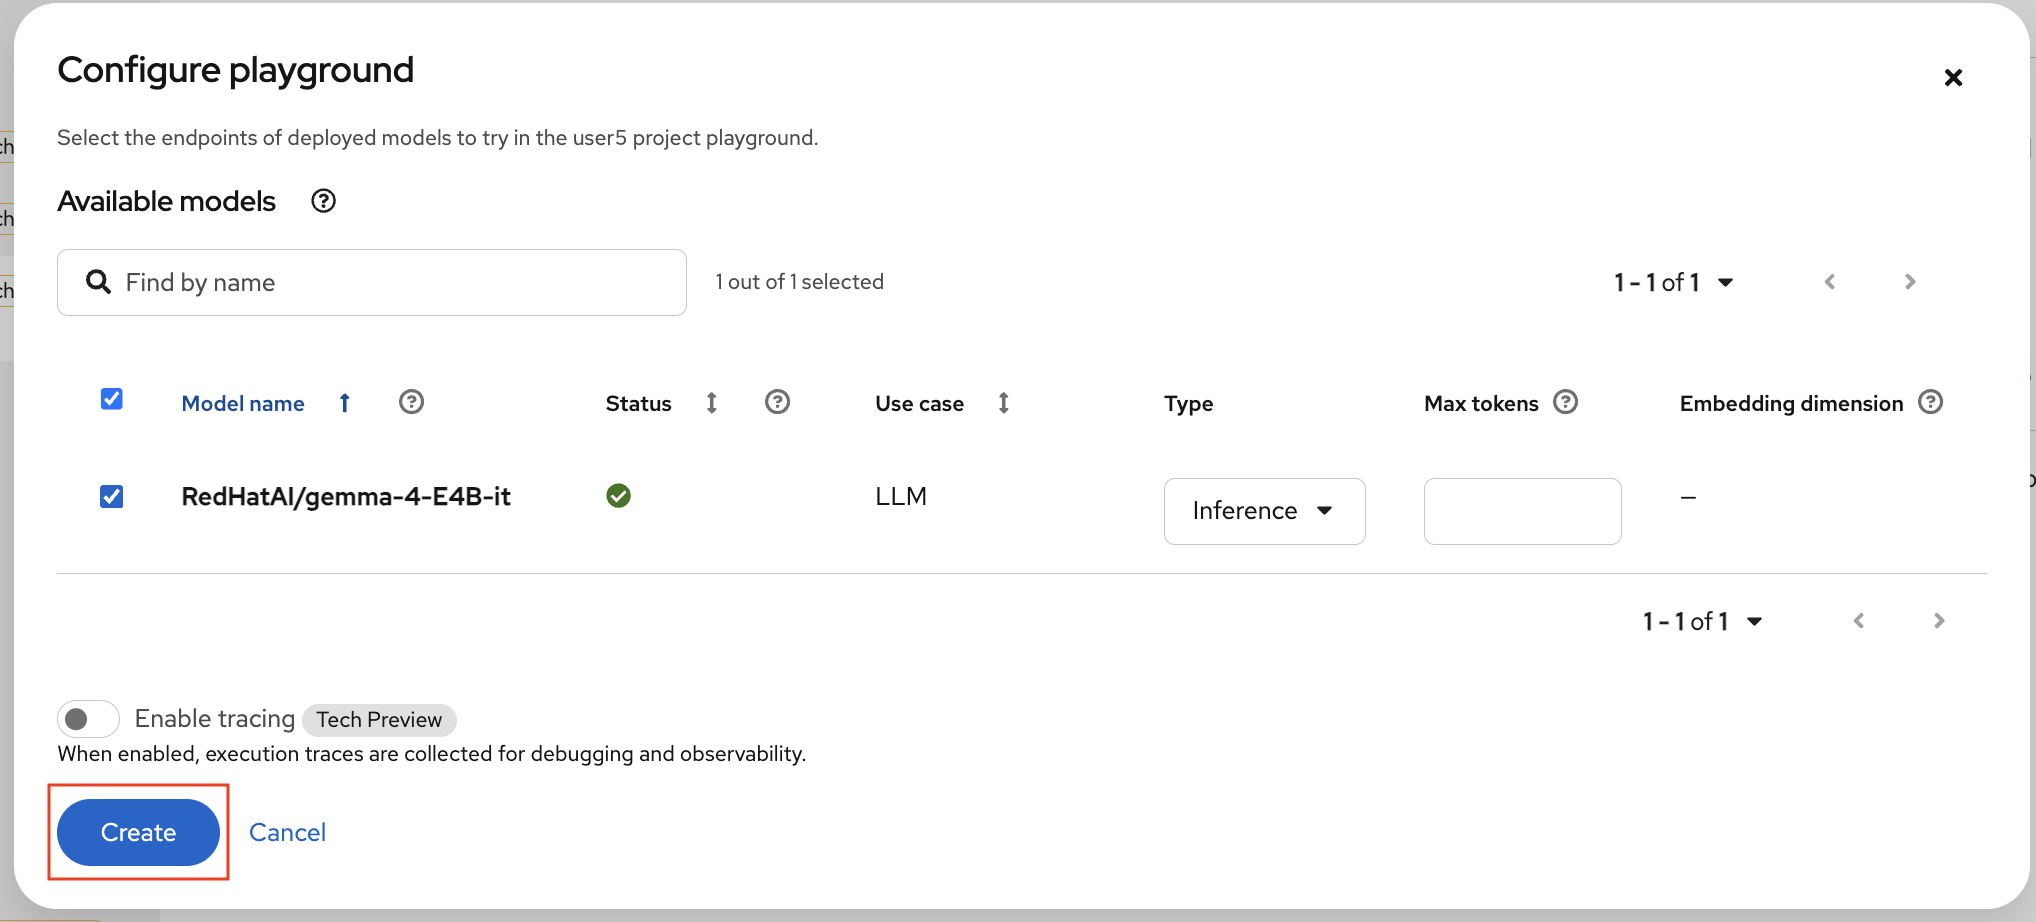 Configure playground
Select the endpoints of deployed models to try in the user5 project playground.
Available models
Find by name
1 out of 1 selected
1 - 1 of 1
Model name
Status
Use case
Type
Max tokens
Embedding dimension
RedHatAI/gemma-4-E4B-it
LLM
Inference
–
1 - 1 of 1
Enable tracing
Tech Preview
When enabled, execution traces are collected for debugging and observability.
Create
Cancel
ch
ch
ch